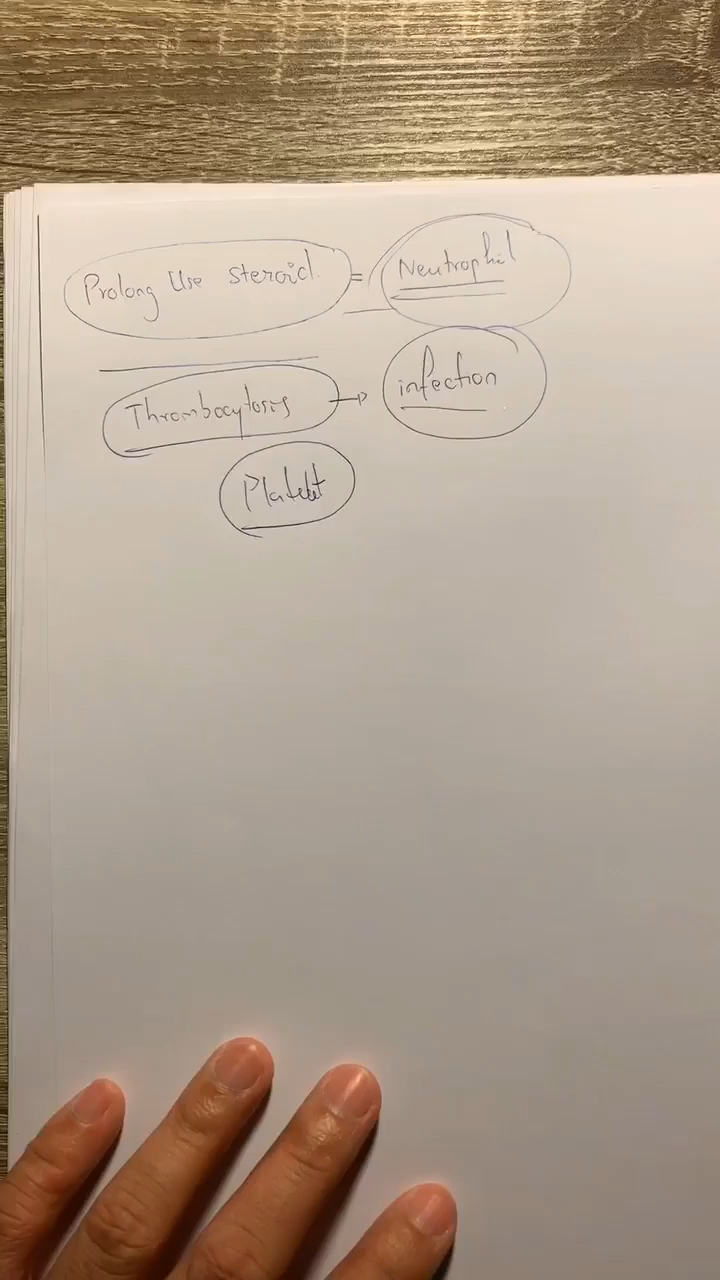 Prolong Use steroid. = Neutrophil
Thrombocytosis → infection
Platelet